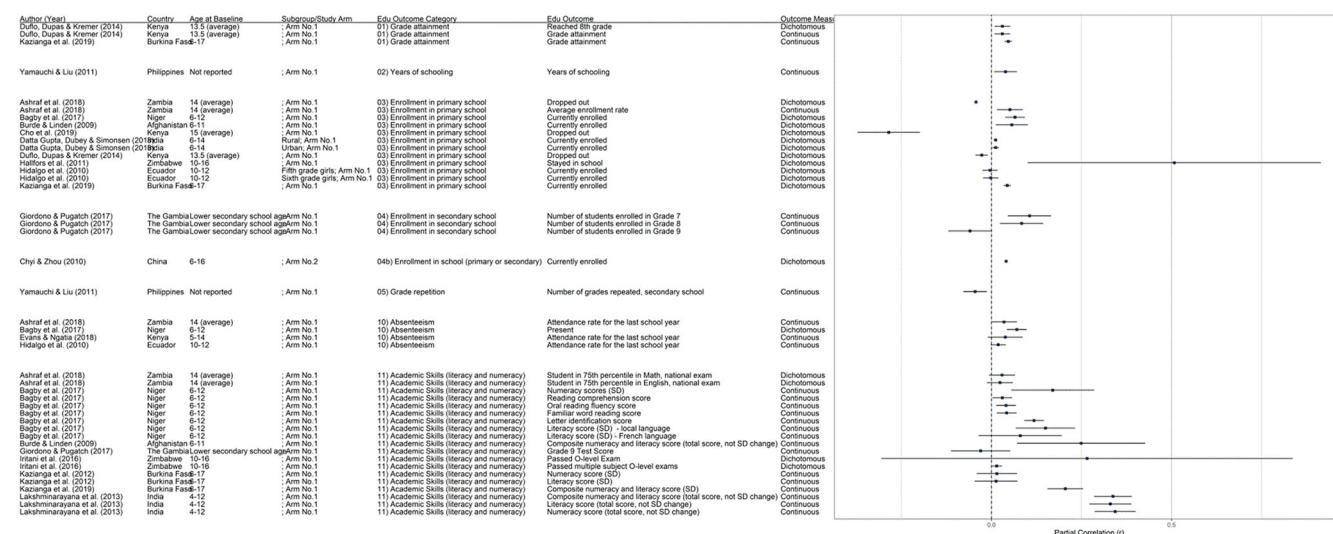 Author (Year) Country Age at Baseline Subgroup/Study Arm Edu Outcome Category Edu Outcome Outcome Measu
Duflo, Dupas & Kremer (2014) Kenya 13.5 (average) ; Arm No.1 01) Grade attainment Reached 8th grade Dichotomous
Duflo, Dupas & Kremer (2014) Kenya 13.5 (average) ; Arm No.1 01) Grade attainment Grade attainment Continuous
Kazianga et al. (2019) Burkina Faso 6-17 ; Arm No.1 01) Grade attainment Grade attainment Continuous
Yamauchi & Liu (2011) Philippines Not reported ; Arm No.1 02) Years of schooling Years of schooling Continuous
Ashraf et al. (2018) Zambia 14 (average) ; Arm No.1 03) Enrollment in primary school Dropped out Dichotomous
Ashraf et al. (2018) Zambia 14 (average) ; Arm No.1 03) Enrollment in primary school Average enrollment rate Continuous
Bagby et al. (2017) Niger 6-12 ; Arm No.1 03) Enrollment in primary school Currently enrolled Dichotomous
Burde & Linden (2009) Afghanistan 6-11 ; Arm No.1 03) Enrollment in primary school Currently enrolled Dichotomous
Cho et al. (2019) Kenya 15 (average) ; Arm No.1 03) Enrollment in primary school Dropped out Dichotomous
Datta Gupta, Dubey & Simonsen (2018) India 6-14 Rural; Arm No.1 03) Enrollment in primary school Currently enrolled Dichotomous
Datta Gupta, Dubey & Simonsen (2018) India 6-14 Urban; Arm No.1 03) Enrollment in primary school Currently enrolled Dichotomous
Duflo, Dupas & Kremer (2014) Kenya 13.5 (average) ; Arm No.1 03) Enrollment in primary school Dropped out Dichotomous
Hallfors et al. (2011) Zimbabwe 10-16 ; Arm No.1 03) Enrollment in primary school Stayed in school Dichotomous
Hidalgo et al. (2010) Ecuador 10-12 Fifth grade girls; Arm No.1 03) Enrollment in primary school Currently enrolled Dichotomous
Hidalgo et al. (2010) Ecuador 10-12 Sixth grade girls; Arm No.1 03) Enrollment in primary school Currently enrolled Dichotomous
Kazianga et al. (2019) Burkina Faso 6-17 ; Arm No.1 03) Enrollment in primary school Currently enrolled Dichotomous
Giordono & Pugatch (2017) The Gambia Lower secondary school age ; Arm No.1 04) Enrollment in secondary school Number of students enrolled in Grade 7 Continuous
Giordono & Pugatch (2017) The Gambia Lower secondary school age ; Arm No.1 04) Enrollment in secondary school Number of students enrolled in Grade 8 Continuous
Giordono & Pugatch (2017) The Gambia Lower secondary school age ; Arm No.1 04) Enrollment in secondary school Number of students enrolled in Grade 9 Continuous
Chyi & Zhou (2010) China 6-16 ; Arm No.2 04b) Enrollment in school (primary or secondary) Currently enrolled Dichotomous
Yamauchi & Liu (2011) Philippines Not reported ; Arm No.1 05) Grade repetition Number of grades repeated, secondary school Continuous
Ashraf et al. (2018) Zambia 14 (average) ; Arm No.1 10) Absenteeism Attendance rate for the last school year Continuous
Bagby et al. (2017) Niger 6-12 ; Arm No.1 10) Absenteeism Present Dichotomous
Evans & Ngatia (2018) Kenya 5-14 ; Arm No.1 10) Absenteeism Attendance rate for the last school year Continuous
Hidalgo et al. (2010) Ecuador 10-12 ; Arm No.1 10) Absenteeism Attendance rate for the last school year Continuous
Ashraf et al. (2018) Zambia 14 (average) ; Arm No.1 11) Academic Skills (literacy and numeracy) Student in 75th percentile in Math, national exam Dichotomous
Ashraf et al. (2018) Zambia 14 (average) ; Arm No.1 11) Academic Skills (literacy and numeracy) Student in 75th percentile in English, national exam Dichotomous
Bagby et al. (2017) Niger 6-12 ; Arm No.1 11) Academic Skills (literacy and numeracy) Numeracy scores (SD) Continuous
Bagby et al. (2017) Niger 6-12 ; Arm No.1 11) Academic Skills (literacy and numeracy) Reading comprehension score Continuous
Bagby et al. (2017) Niger 6-12 ; Arm No.1 11) Academic Skills (literacy and numeracy) Oral reading fluency score Continuous
Bagby et al. (2017) Niger 6-12 ; Arm No.1 11) Academic Skills (literacy and numeracy) Familiar word reading score Continuous
Bagby et al. (2017) Niger 6-12 ; Arm No.1 11) Academic Skills (literacy and numeracy) Letter identification score Continuous
Bagby et al. (2017) Niger 6-12 ; Arm No.1 11) Academic Skills (literacy and numeracy) Literacy score (SD) - local language Continuous
Bagby et al. (2017) Niger 6-12 ; Arm No.1 11) Academic Skills (literacy and numeracy) Literacy score (SD) - French language Continuous
Burde & Linden (2009) Afghanistan 6-11 ; Arm No.1 11) Academic Skills (literacy and numeracy) Composite numeracy and literacy score (total score, not SD change) Continuous
Giordono & Pugatch (2017) The Gambia Lower secondary school age ; Arm No.1 11) Academic Skills (literacy and numeracy) Grade 9 Test Score Continuous
Iritani et al. (2016) Zimbabwe 10-16 ; Arm No.1 11) Academic Skills (literacy and numeracy) Passed O-level Exam Dichotomous
Iritani et al. (2016) Zimbabwe 10-16 ; Arm No.1 11) Academic Skills (literacy and numeracy) Passed multiple subject O-level exams Dichotomous
Kazianga et al. (2012) Burkina Faso 6-17 ; Arm No.1 11) Academic Skills (literacy and numeracy) Numeracy score (SD) Continuous
Kazianga et al. (2012) Burkina Faso 6-17 ; Arm No.1 11) Academic Skills (literacy and numeracy) Literacy score (SD) Continuous
Kazianga et al. (2019) Burkina Faso 6-17 ; Arm No.1 11) Academic Skills (literacy and numeracy) Composite numeracy and literacy score (SD) Continuous
Lakshminarayana et al. (2013) India 4-12 ; Arm No.1 11) Academic Skills (literacy and numeracy) Composite numeracy and literacy score (total score, not SD change) Continuous
Lakshminarayana et al. (2013) India 4-12 ; Arm No.1 11) Academic Skills (literacy and numeracy) Literacy score (total score, not SD change) Continuous
Lakshminarayana et al. (2013) India 4-12 ; Arm No.1 11) Academic Skills (literacy and numeracy) Numeracy score (total score, not SD change) Continuous
0.0 0.5
Partial Correlation (r)